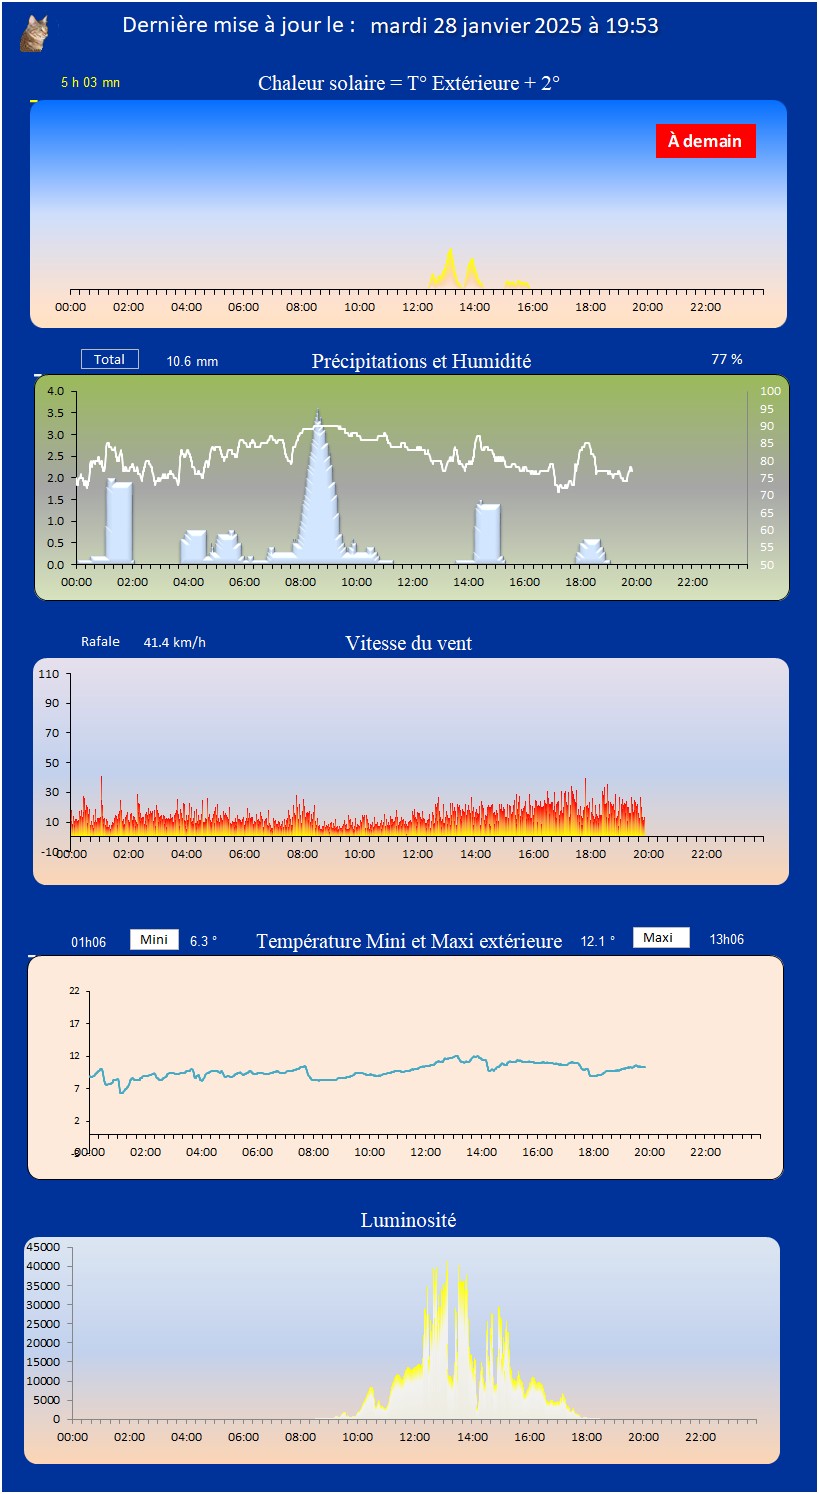 Dernière mise à jour le : mardi 28 janvier 2025 à 19:53
5 h 03 mn Chaleur solaire = T° Extérieure + 2°
À demain
00:00 02:00 04:00 06:00 08:00 10:00 12:00 14:00 16:00 18:00 20:00 22:00
Total 10.6 mm Précipitations et Humidité 77 %
4.0 100
3.5 95
3.0 90
85
2.5 80
2.0 75
1.5 70
65
1.0 60
0.5 55
0.0 50
00:00 02:00 04:00 06:00 08:00 10:00 12:00 14:00 16:00 18:00 20:00 22:00
Rafale 41.4 km/h Vitesse du vent
110
90
70
50
30
10
-10
00:00 02:00 04:00 06:00 08:00 10:00 12:00 14:00 16:00 18:00 20:00 22:00
01h06 Mini 6.3 ° Température Mini et Maxi extérieure 12.1 ° Maxi 13h06
22
17
12
7
2
00:00 02:00 04:00 06:00 08:00 10:00 12:00 14:00 16:00 18:00 20:00 22:00
Luminosité
45000
40000
35000
30000
25000
20000
15000
10000
5000
0
00:00 02:00 04:00 06:00 08:00 10:00 12:00 14:00 16:00 18:00 20:00 22:00